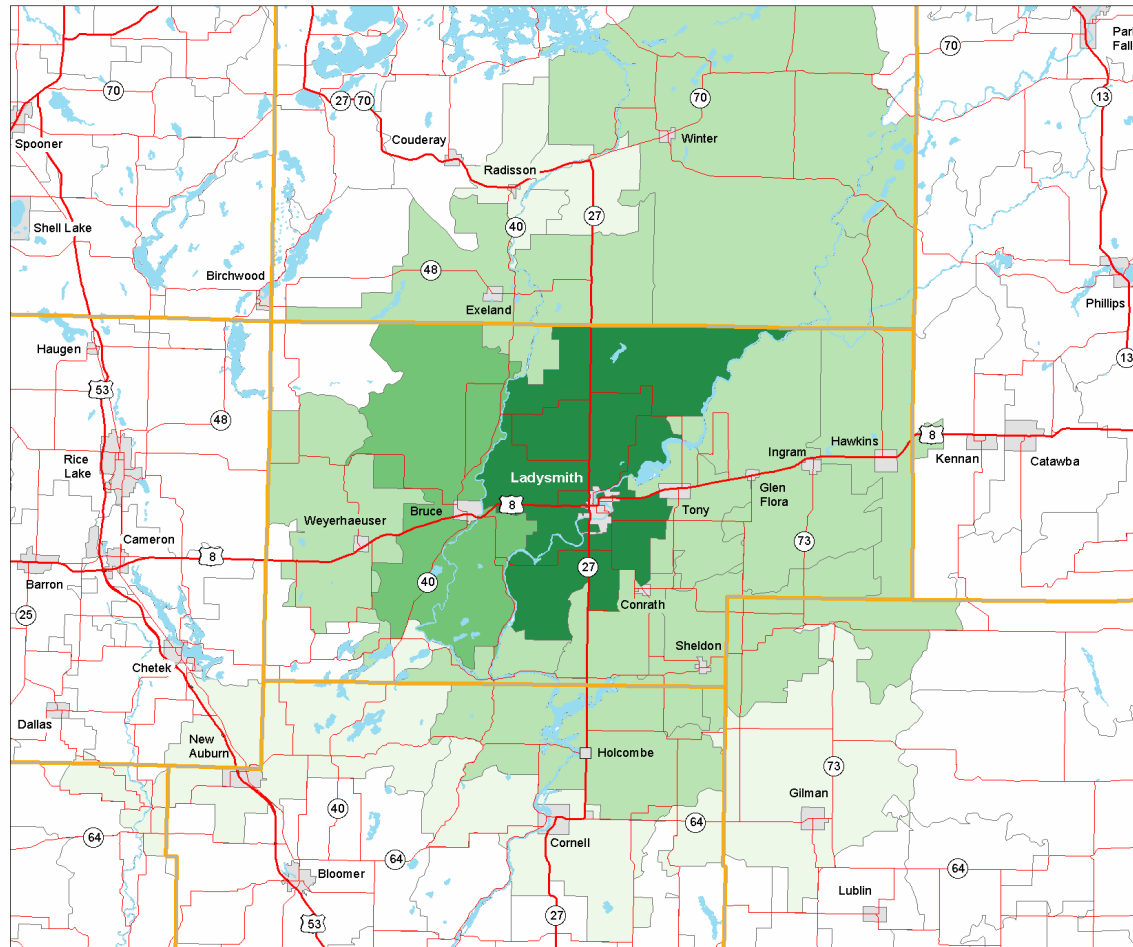 Park
Falls
70
70
13
27
70
70
Spooner
Couderay
Winter
Radisson
Shell Lake
27
40
Birchwood
48
Exeland
Phillips
Haugen
13
53
48
Hawkins
8
Ingram
Kennan
Catawba
Rice
Lake
Ladysmith
Glen
Flora
Bruce
8
Tony
Weyerhaeuser
Cameron
8
73
Barron
27
40
25
Conrath
Sheldon
Chetek
Dallas
New
Auburn
Holcombe
73
Gilman
40
64
64
Cornell
64
64
Bloomer
Lublin
27
53